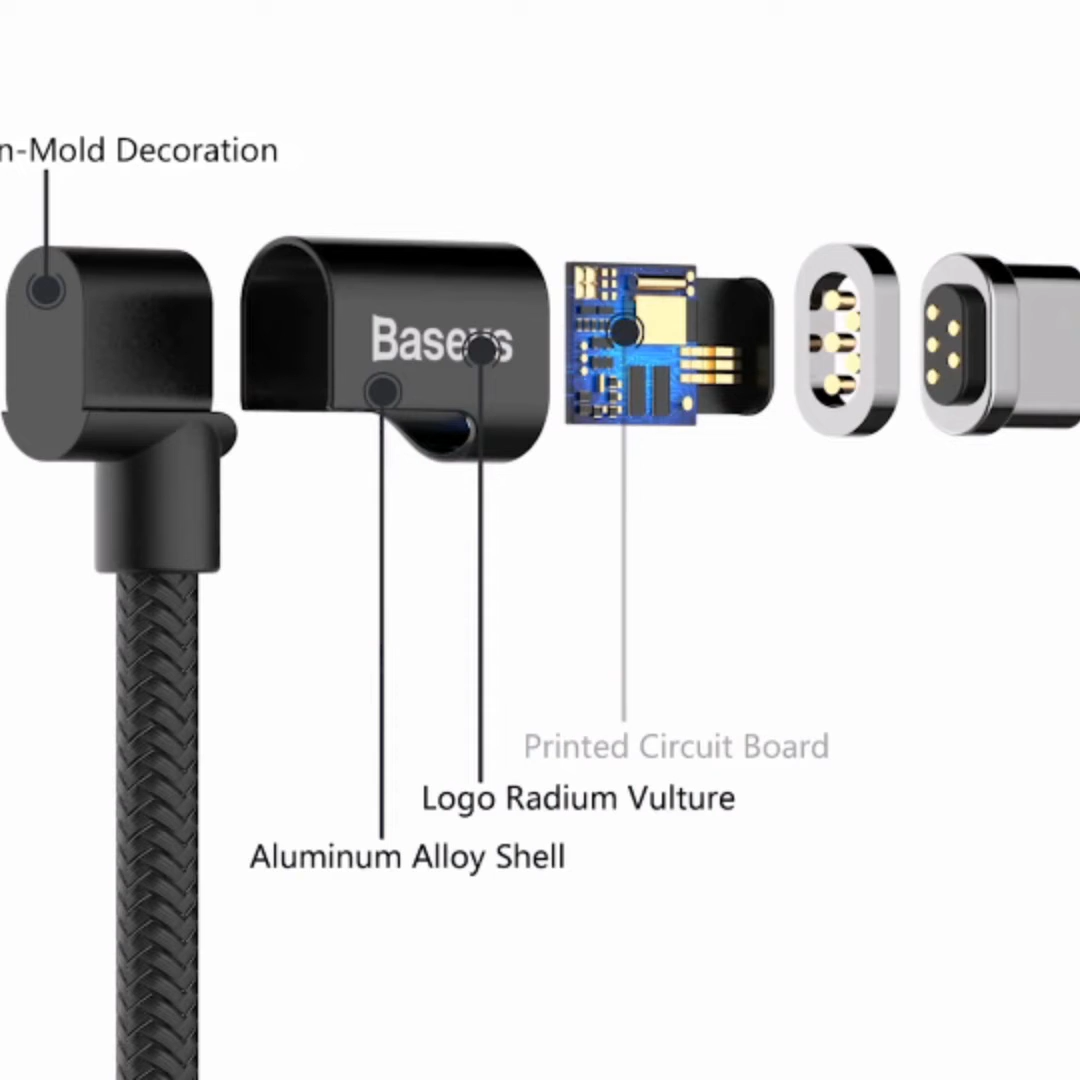 n-Mold Decoration
Baseus
Printed Circuit Board
Logo Radium Vulture
Aluminum Alloy Shell